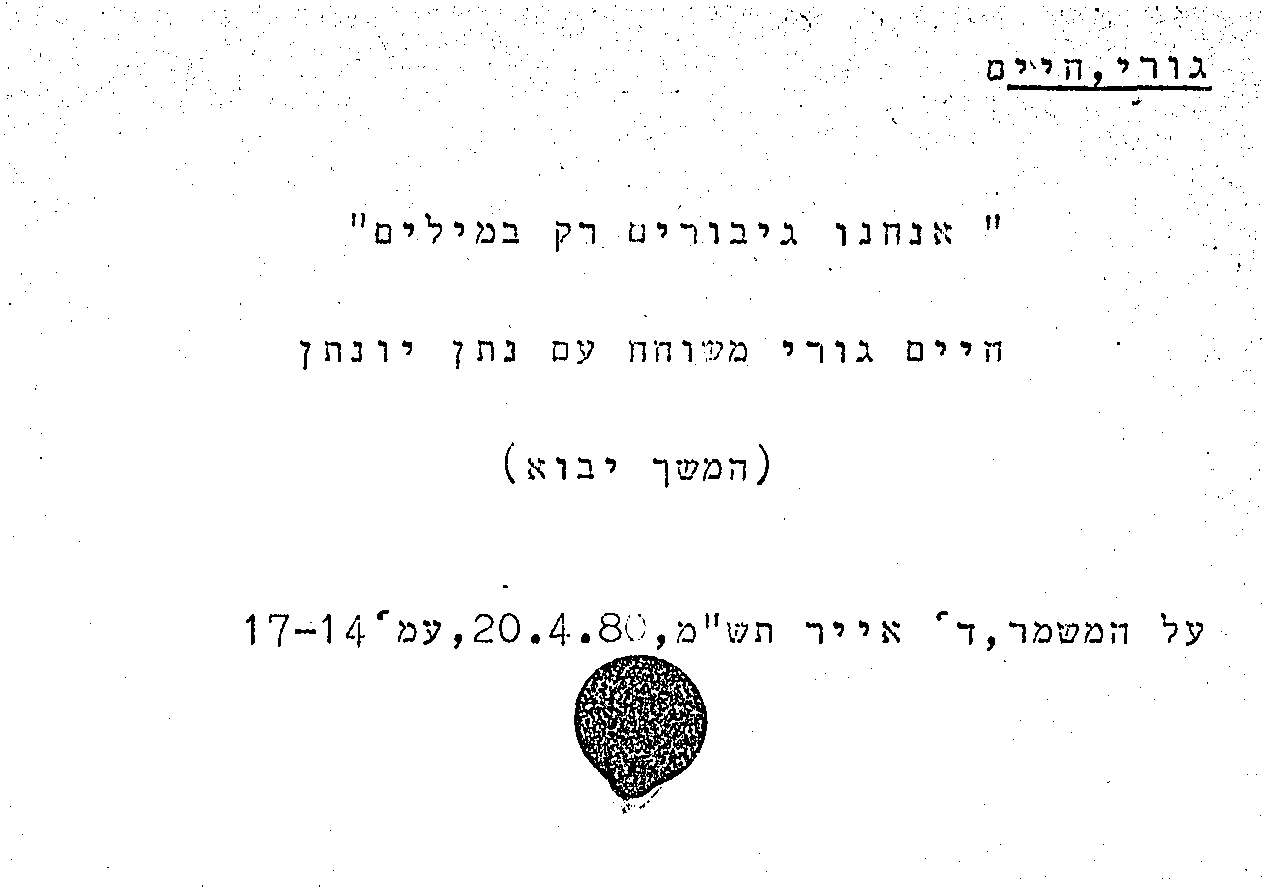 גורי,חיים
" אנחנו גיבורים רק במילים"
חיים גורי משוחח עם נתן יונתן
(המשך יבוא)
על המשמר,ד' אייר תש"מ,20.4.80,עמ' 17-14